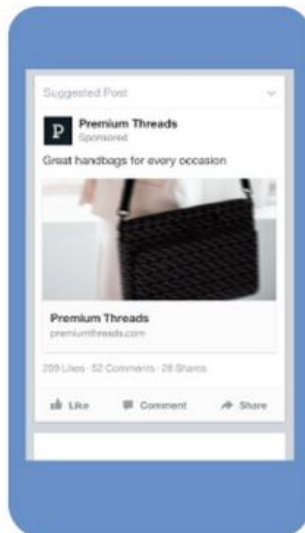 Suggested Post
P
Premium Threads
Sponsored
Great handbags for every occasion
Premium Threads
premiumthreads.com
209 Likes · 52 Comments · 28 Shares
Like Comment Share